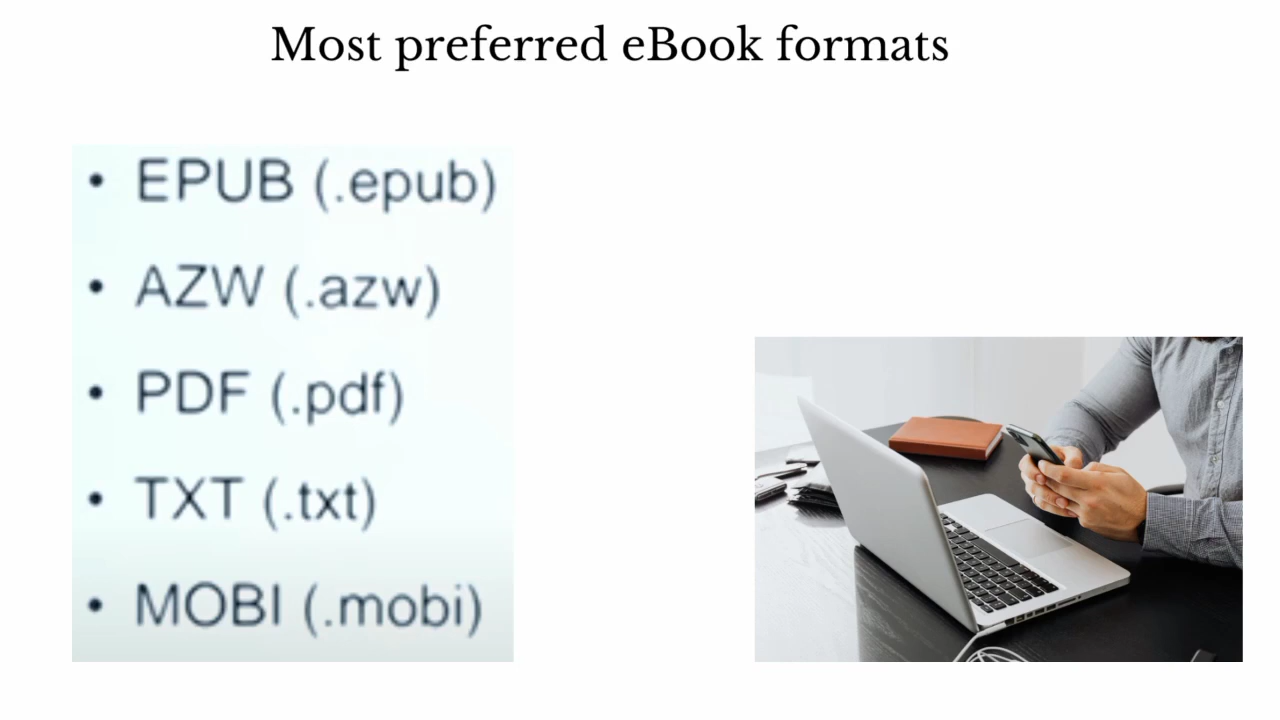 Most preferred eBook formats
• EPUB (.epub)
• AZW (.azw)
• PDF (.pdf)
• TXT (.txt)
• MOBI (.mobi)